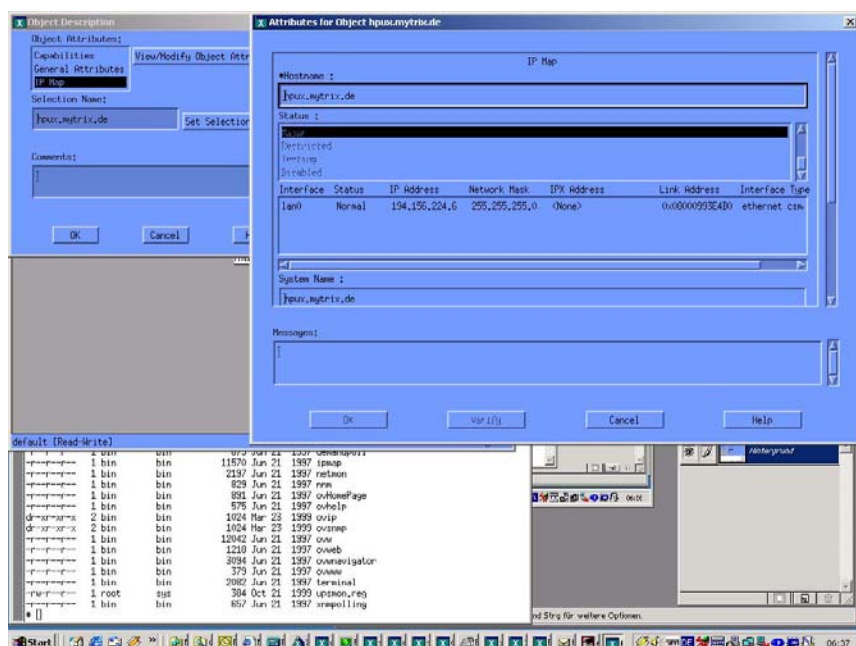 Object Description
Object Attributes:
Capabilities
General Attributes
IP Map
View/Modify Object Attr
Selection Name:
hpux.mytrix.de
Set Selection
Comments:
OK
Cancel
Attributes for Object hpux.mytrix.de
IP Map
*Hostname :
hpux.mytrix.de
Status :
Restricted
Testing
Disabled
Interface Status IP Address Network Mask IPX Address Link Address Interface Type
lan0 Normal 194.156.224.6 255.255.255.0 <None> 0x08000993E4B0 ethernet csm
System Name :
hpux.mytrix.de
Messages:
Ok
Verify
Cancel
Help
default [Read-Write]
-r--r--r-- 1 bin bin 11570 Jun 21 1997 ipmap
-r--r--r-- 1 bin bin 2197 Jun 21 1997 netmon
-r--r--r-- 1 bin bin 829 Jun 21 1997 nnm
-r--r--r-- 1 bin bin 891 Jun 21 1997 ovHomePage
-r--r--r-- 1 bin bin 575 Jun 21 1997 ovhelp
dr-xr-xr-x 2 bin bin 1024 Mar 23 1999 ovip
dr-xr-xr-x 2 bin bin 1024 Mar 23 1999 ovsnmp
-r--r--r-- 1 bin bin 12042 Jun 21 1997 ovw
-r--r--r-- 1 bin bin 1210 Jun 21 1997 ovweb
-r--r--r-- 1 bin bin 3094 Jun 21 1997 ovwnavigator
-r--r--r-- 1 bin bin 379 Jun 21 1997 ovwww
-r--r--r-- 1 bin bin 2082 Jun 21 1997 terminal
-rw-r--r-- 1 root sys 384 Oct 21 1999 upsmon.reg
-r--r--r-- 1 bin bin 657 Jun 21 1997 xnmpolling
Hintergrund
nd Strg für weitere Optionen.
Start
06:37